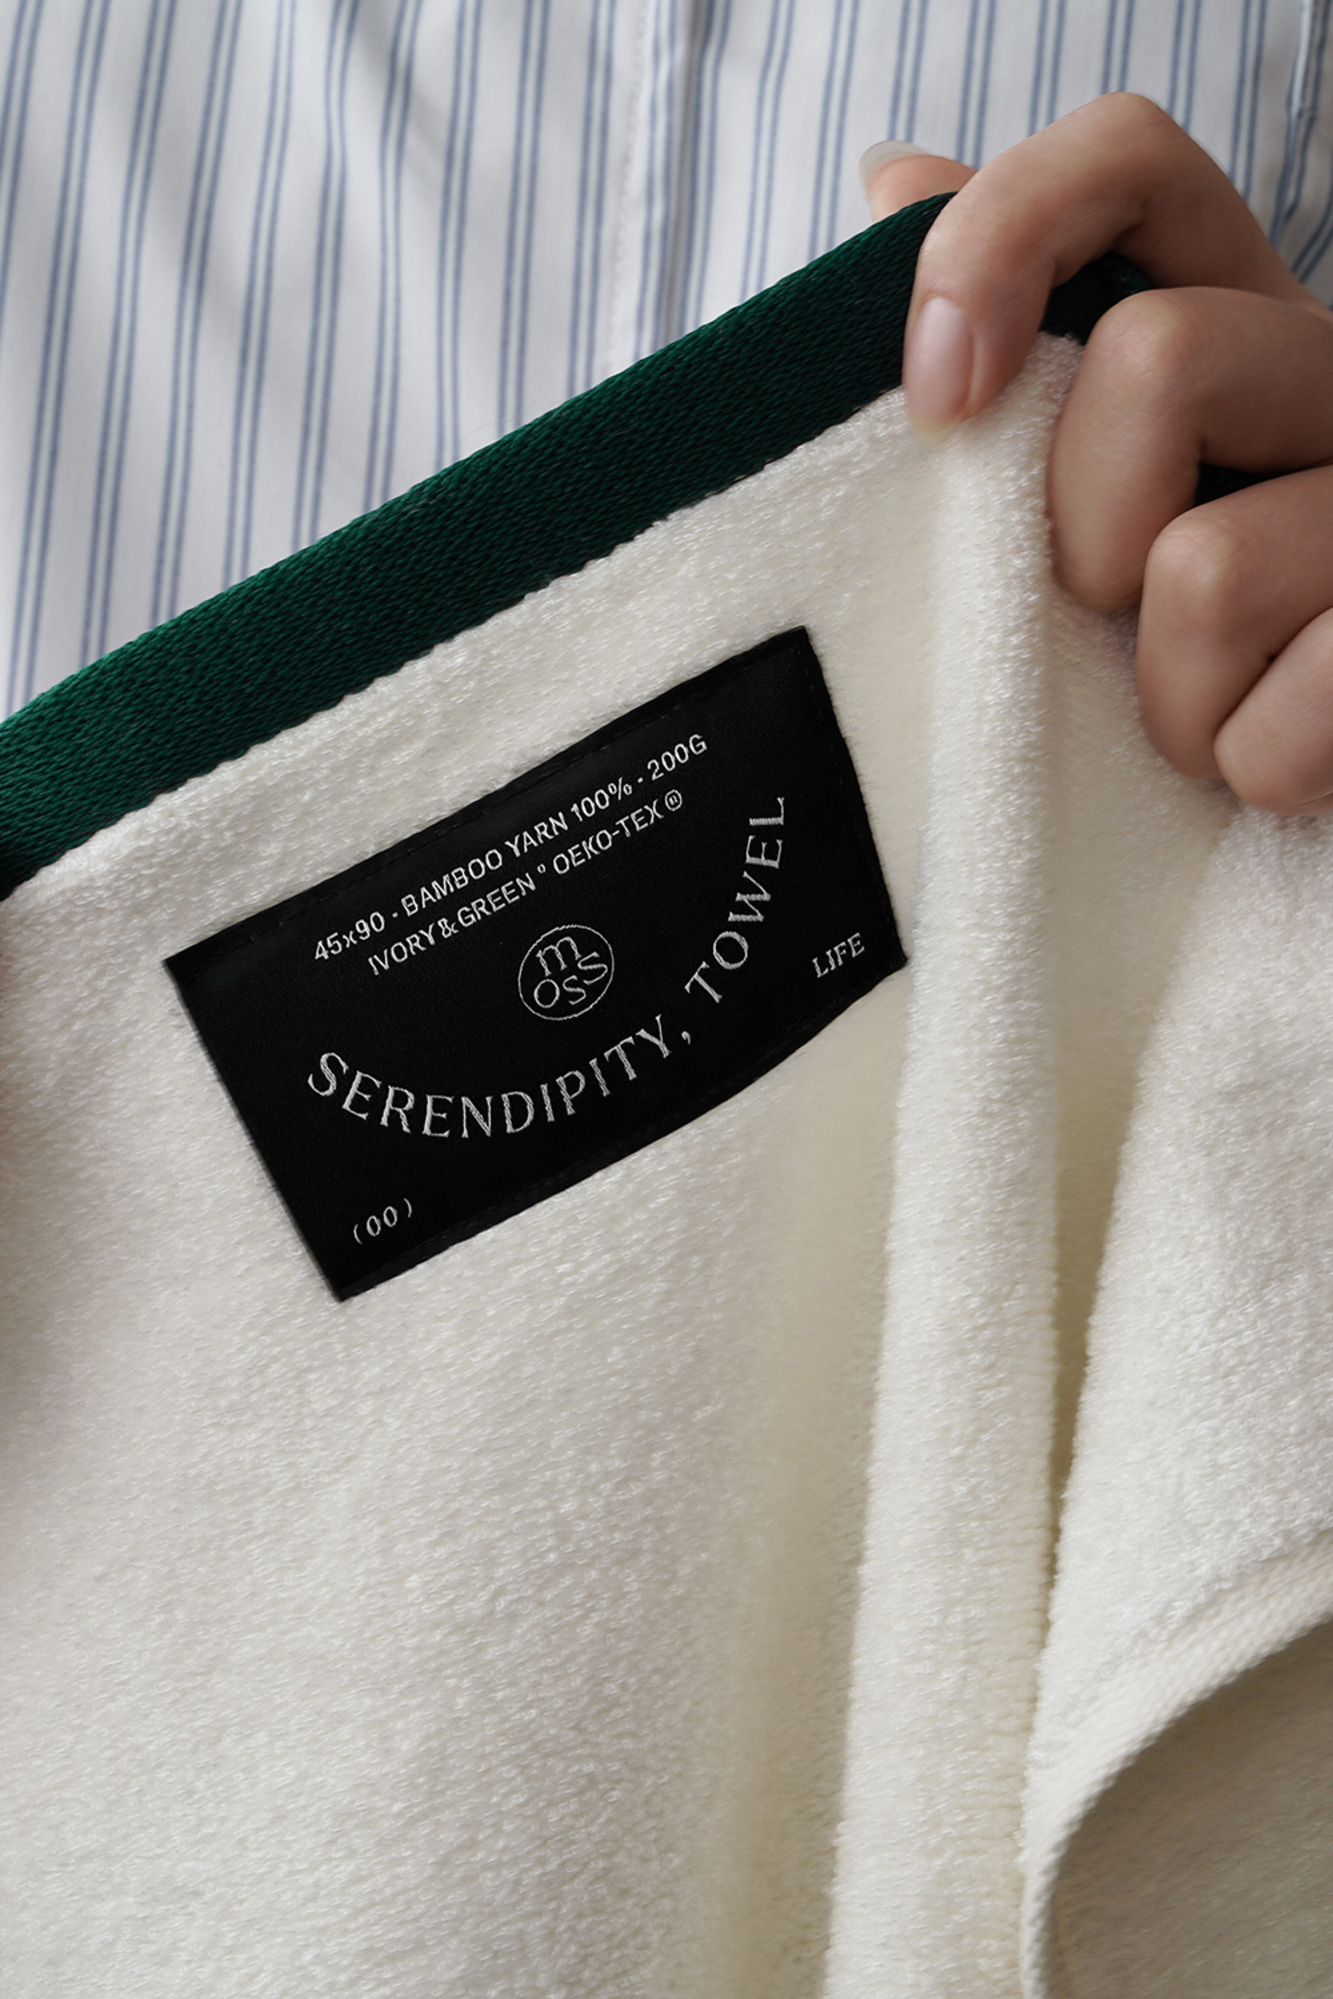 45x90 · BAMBOO YARN 100% · 200G
IVORY&GREEN ° OEKO-TEX ®
moss
SERENDIPITY, TOWEL
LIFE
(00)